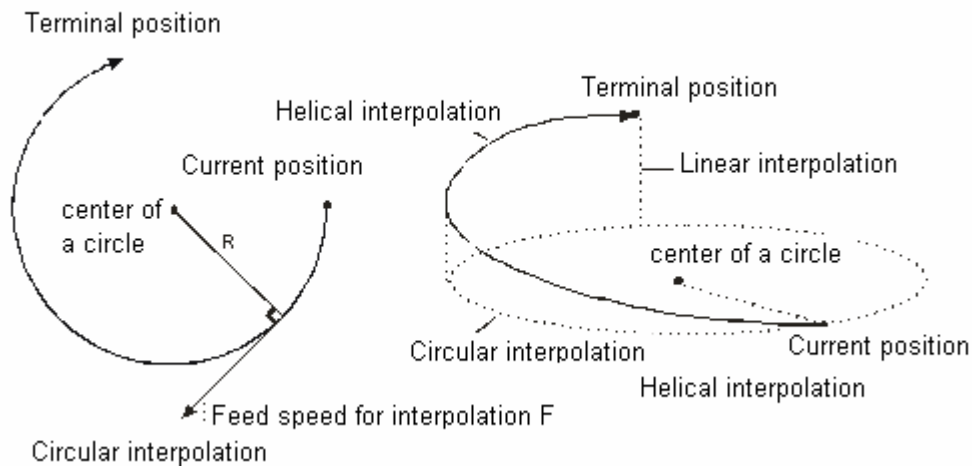 Terminal position
Terminal position
Helical interpolation
Current position
Linear interpolation
center of
a circle
R
center of a circle
Circular interpolation
Current position
Helical interpolation
Feed speed for interpolation F
Circular interpolation